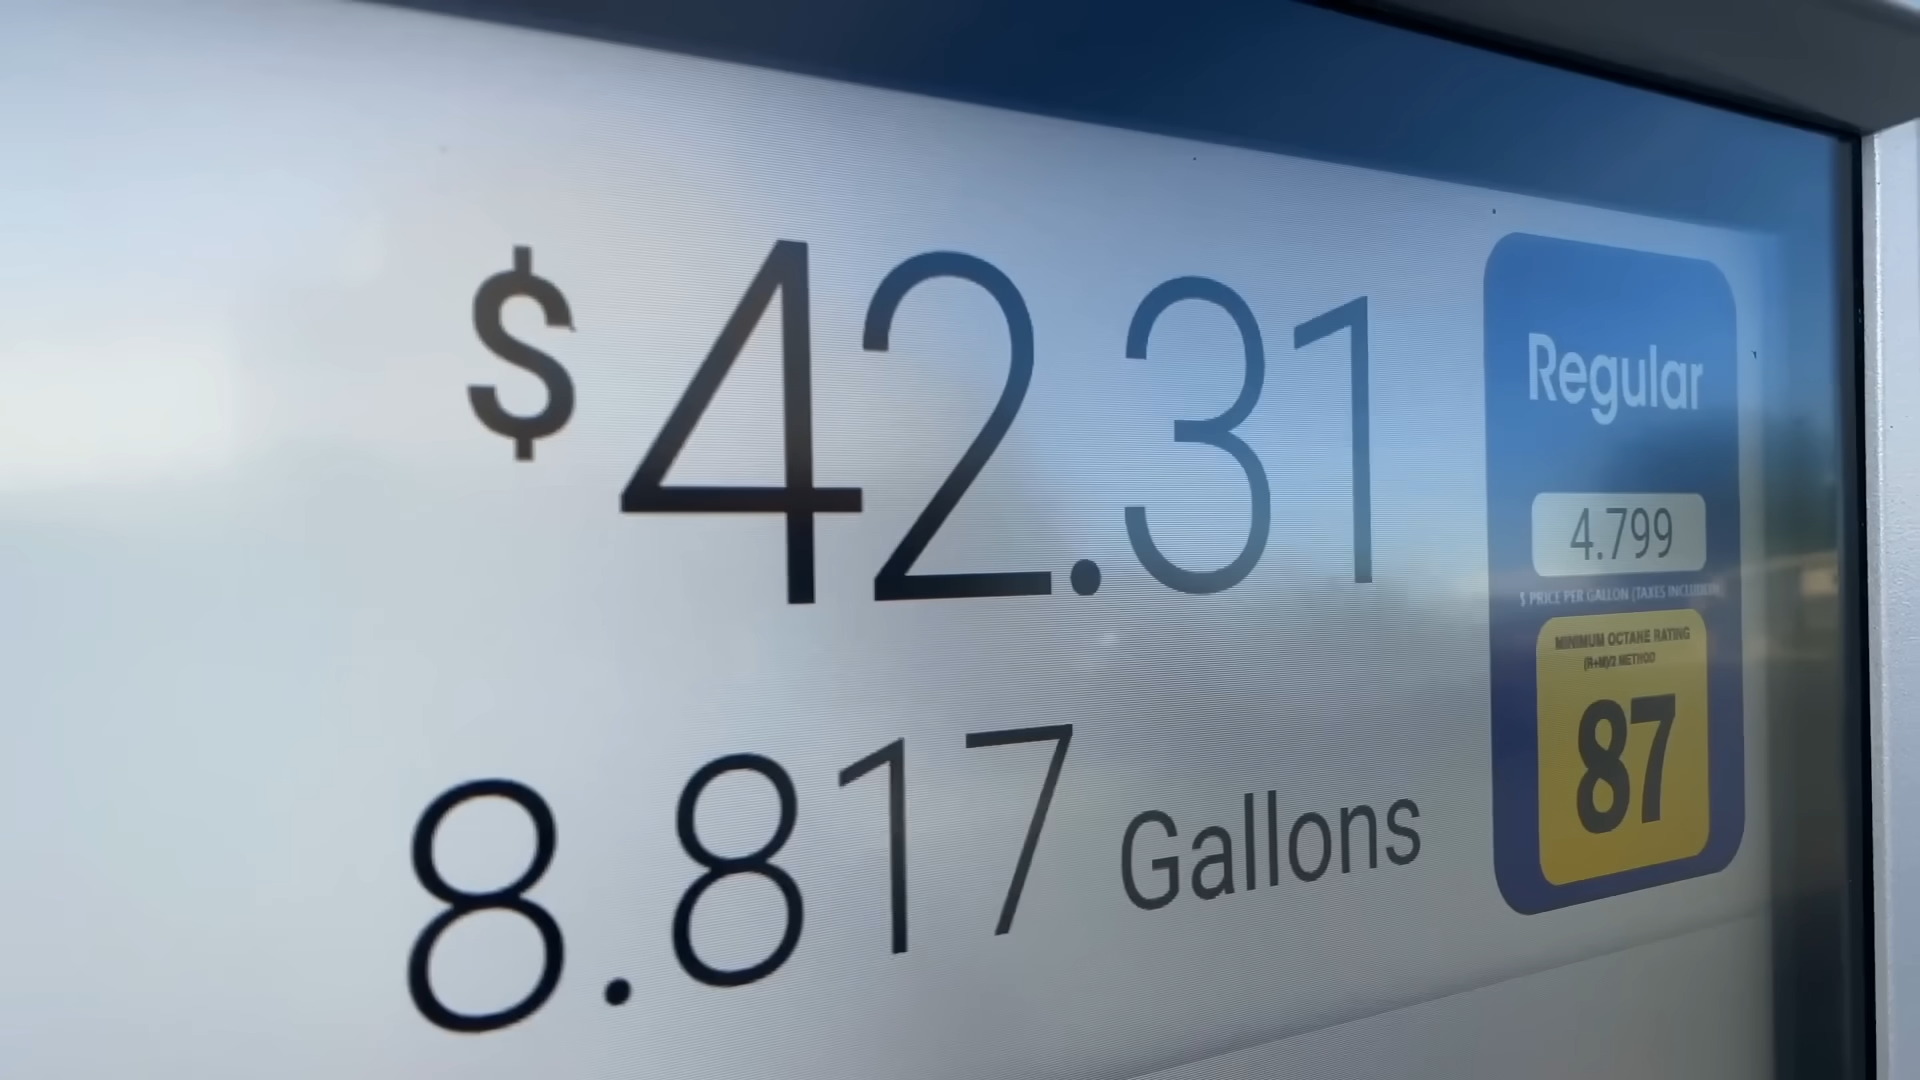 $42.31
8.817 Gallons
Regular
4.799
$ PRICE PER GALLON (TAXES INCLUDED)
MINIMUM OCTANE RATING
(R+M)/2 METHOD
87